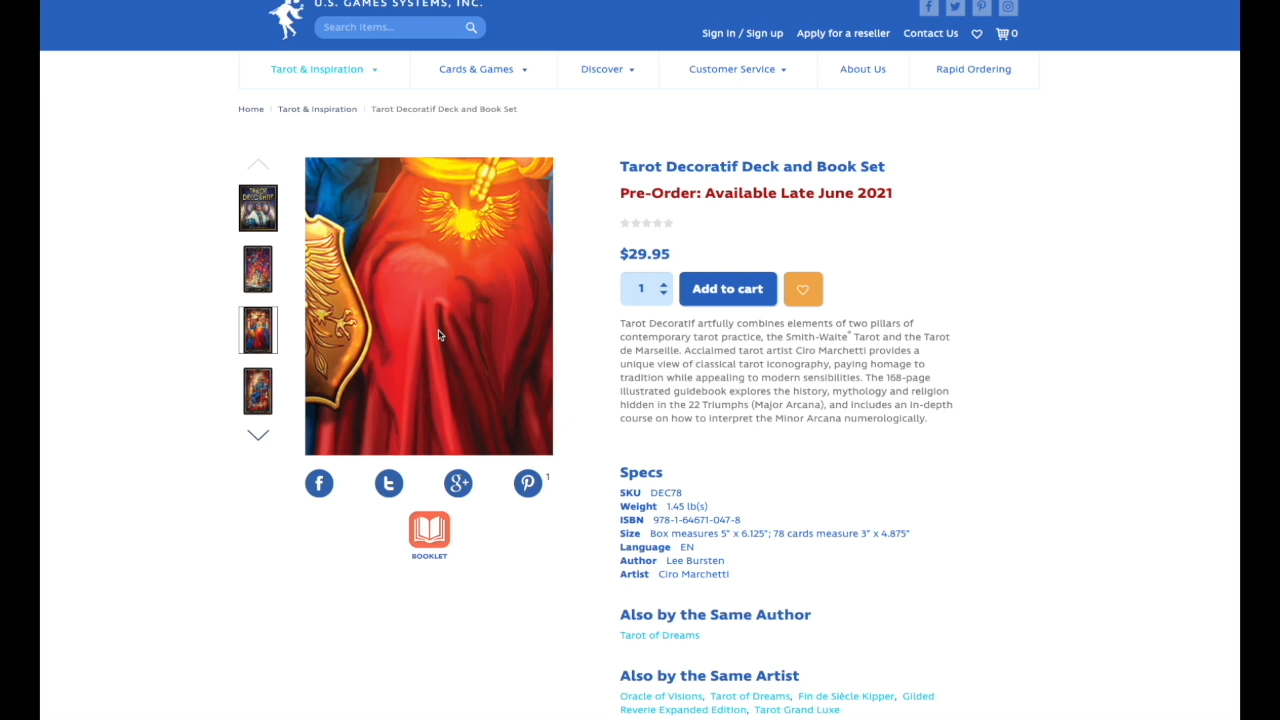 U.S. GAMES SYSTEMS, INC.
Search Items...
Sign In / Sign up
Apply for a reseller
Contact Us
0
Tarot & Inspiration
Cards & Games
Discover
Customer Service
About Us
Rapid Ordering
Home
Tarot & Inspiration
Tarot Decoratif Deck and Book Set
TAROT
DECORATIF
Tarot Decoratif Deck and Book Set
Pre-Order: Available Late June 2021
$29.95
1
Add to cart
Tarot Decoratif artfully combines elements of two pillars of
contemporary tarot practice, the Smith-Waite® Tarot and the Tarot
de Marseille. Acclaimed tarot artist Ciro Marchetti provides a
unique view of classical tarot iconography, paying homage to
tradition while appealing to modern sensibilities. The 168-page
illustrated guidebook explores the history, mythology and religion
hidden in the 22 Triumphs (Major Arcana), and includes an in-depth
course on how to interpret the Minor Arcana numerologically.
1
BOOKLET
Specs
SKU DEC78
Weight 1.45 lb(s)
ISBN 978-1-64671-047-8
Size Box measures 5" x 6.125"; 78 cards measure 3" x 4.875"
Language EN
Author Lee Bursten
Artist Ciro Marchetti
Also by the Same Author
Tarot of Dreams
Also by the Same Artist
Oracle of Visions, Tarot of Dreams, Fin de Siècle Kipper, Gilded
Reverie Expanded Edition, Tarot Grand Luxe